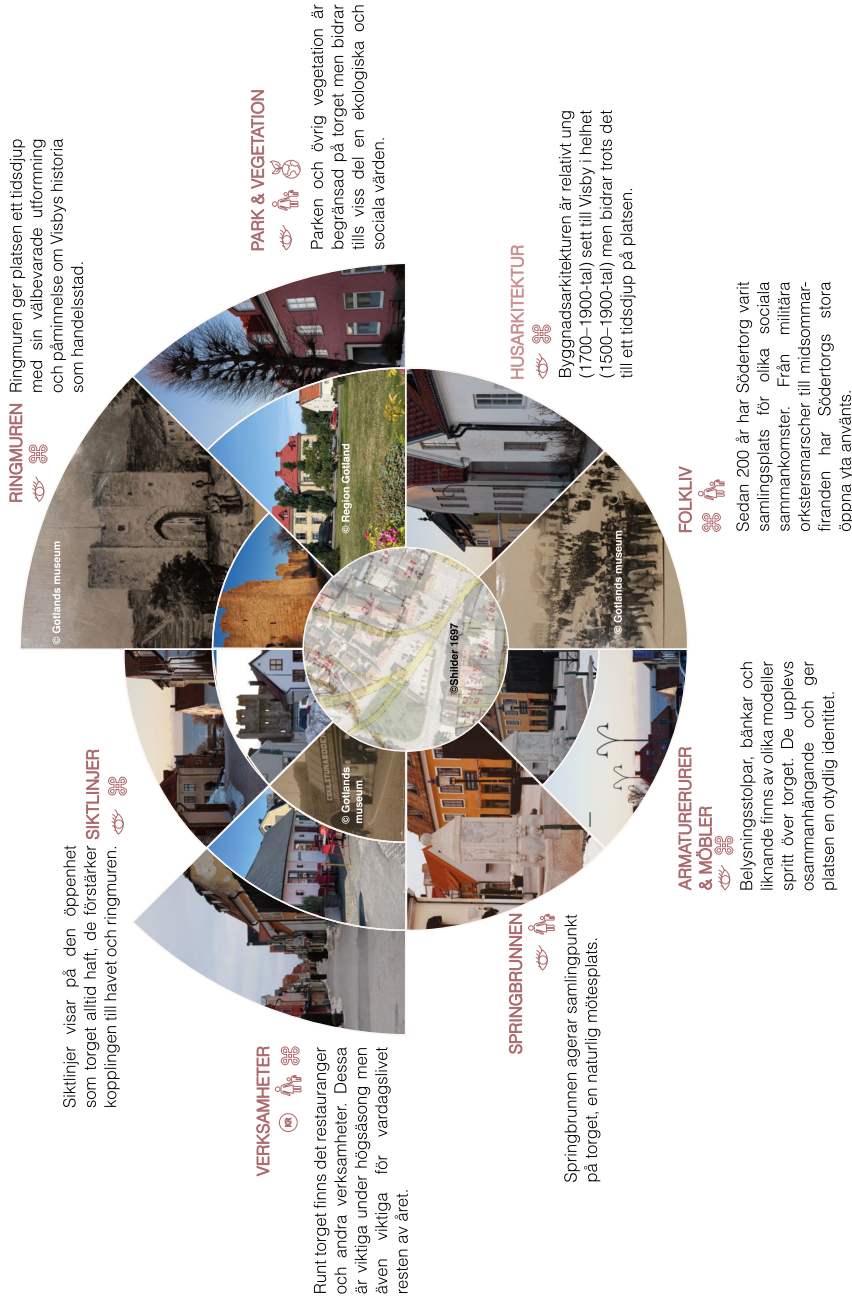 SIKTLINJER
Siktlinjer visar på den öppenhet
som torget alltid haft, de förstärker
kopplingen till havet och ringmuren.
RINGMUREN
Ringmuren ger platsen ett tidsdjup
med sin välbevarade utformning
och påminnelse om Visbys historia
som handelsstad.
© Gotlands museum
VERKSAMHETER
KR
Runt torget finns det restauranger
och andra verksamheter. Dessa
är viktiga under högsäsong men
även viktiga för vardagslivet
resten av året.
PARK & VEGETATION
Parken och övrig vegetation är
begränsad på torget men bidrar
tills viss del en ekologiska och
sociala värden.
© Gotlands
museum
© Region Gotland
©Shilder 1697
SPRINGBRUNNEN
Springbrunnen agerar samlingpunkt
på torget, en naturlig mötesplats.
HUSARKITEKTUR
Byggnadsarkitekturen är relativt ung
(1700–1900-tal) sett till Visby i helhet
(1500–1900-tal) men bidrar trots det
till ett tidsdjup på platsen.
© Gotlands museum
ARMATURERURER
& MÖBLER
Belysningsstolpar, bänkar och
liknande finns av olika modeller
spritt över torget. De upplevs
osammanhängande och ger
platsen en otydlig identitet.
FOLKLIV
Sedan 200 år har Södertorg varit
samlingsplats för olika sociala
sammankomster. Från militära
orkstersmarscher till midsommar-
firanden har Södertorgs stora
öppna yta använts.